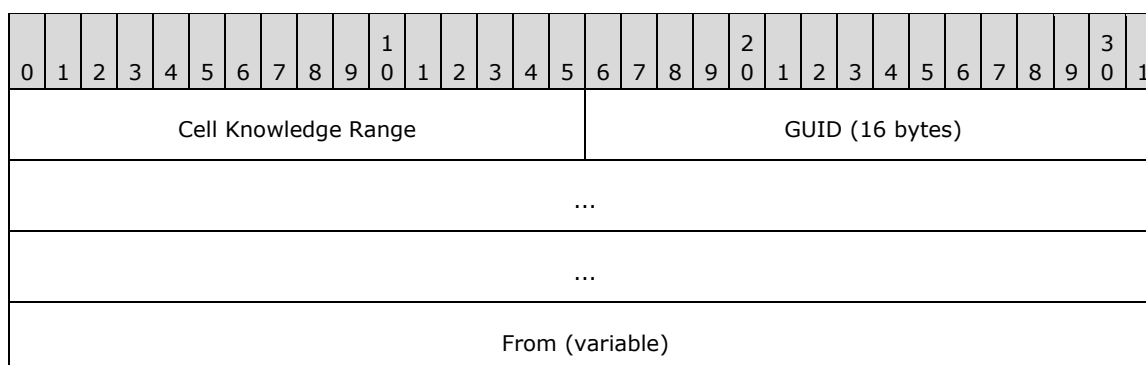 1 2 3
0 1 2 3 4 5 6 7 8 9 0 1 2 3 4 5 6 7 8 9 0 1 2 3 4 5 6 7 8 9 0 1
Cell Knowledge Range GUID (16 bytes)
...
...
From (variable)